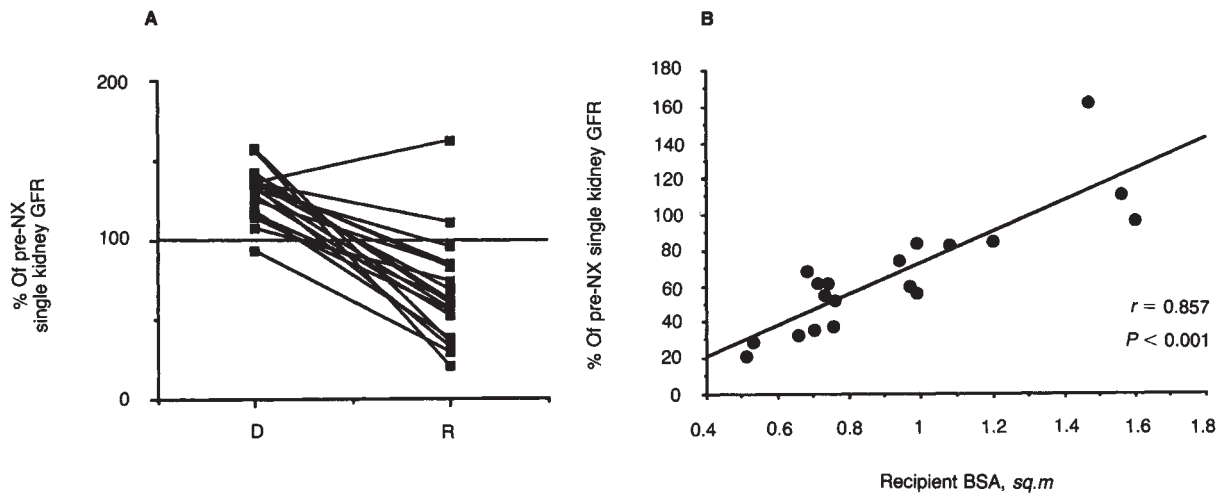 A
200
100
0
% Of pre-NX
single kidney GFR
D
R
B
180
160
140
120
100
80
60
40
20
0
% Of pre-NX single kidney GFR
r = 0.857
P < 0.001
0.4 0.6 0.8 1 1.2 1.4 1.6 1.8
Recipient BSA, sq.m